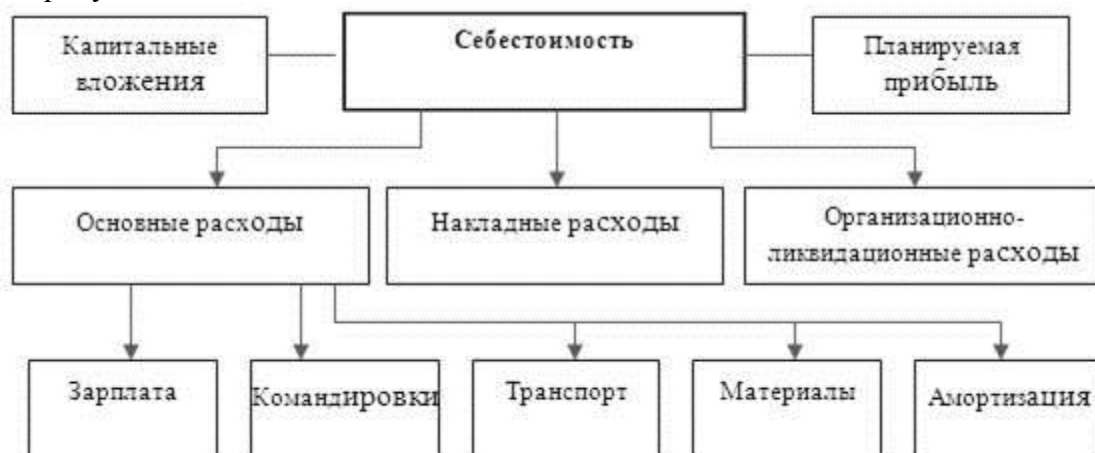 Капитальные
вложения
Себестоимость
Планируемая
прибыль
Основные расходы
Накладные расходы
Организационно-
ликвидационные расходы
Зарплата
Командировки
Транспорт
Материалы
Амортизация